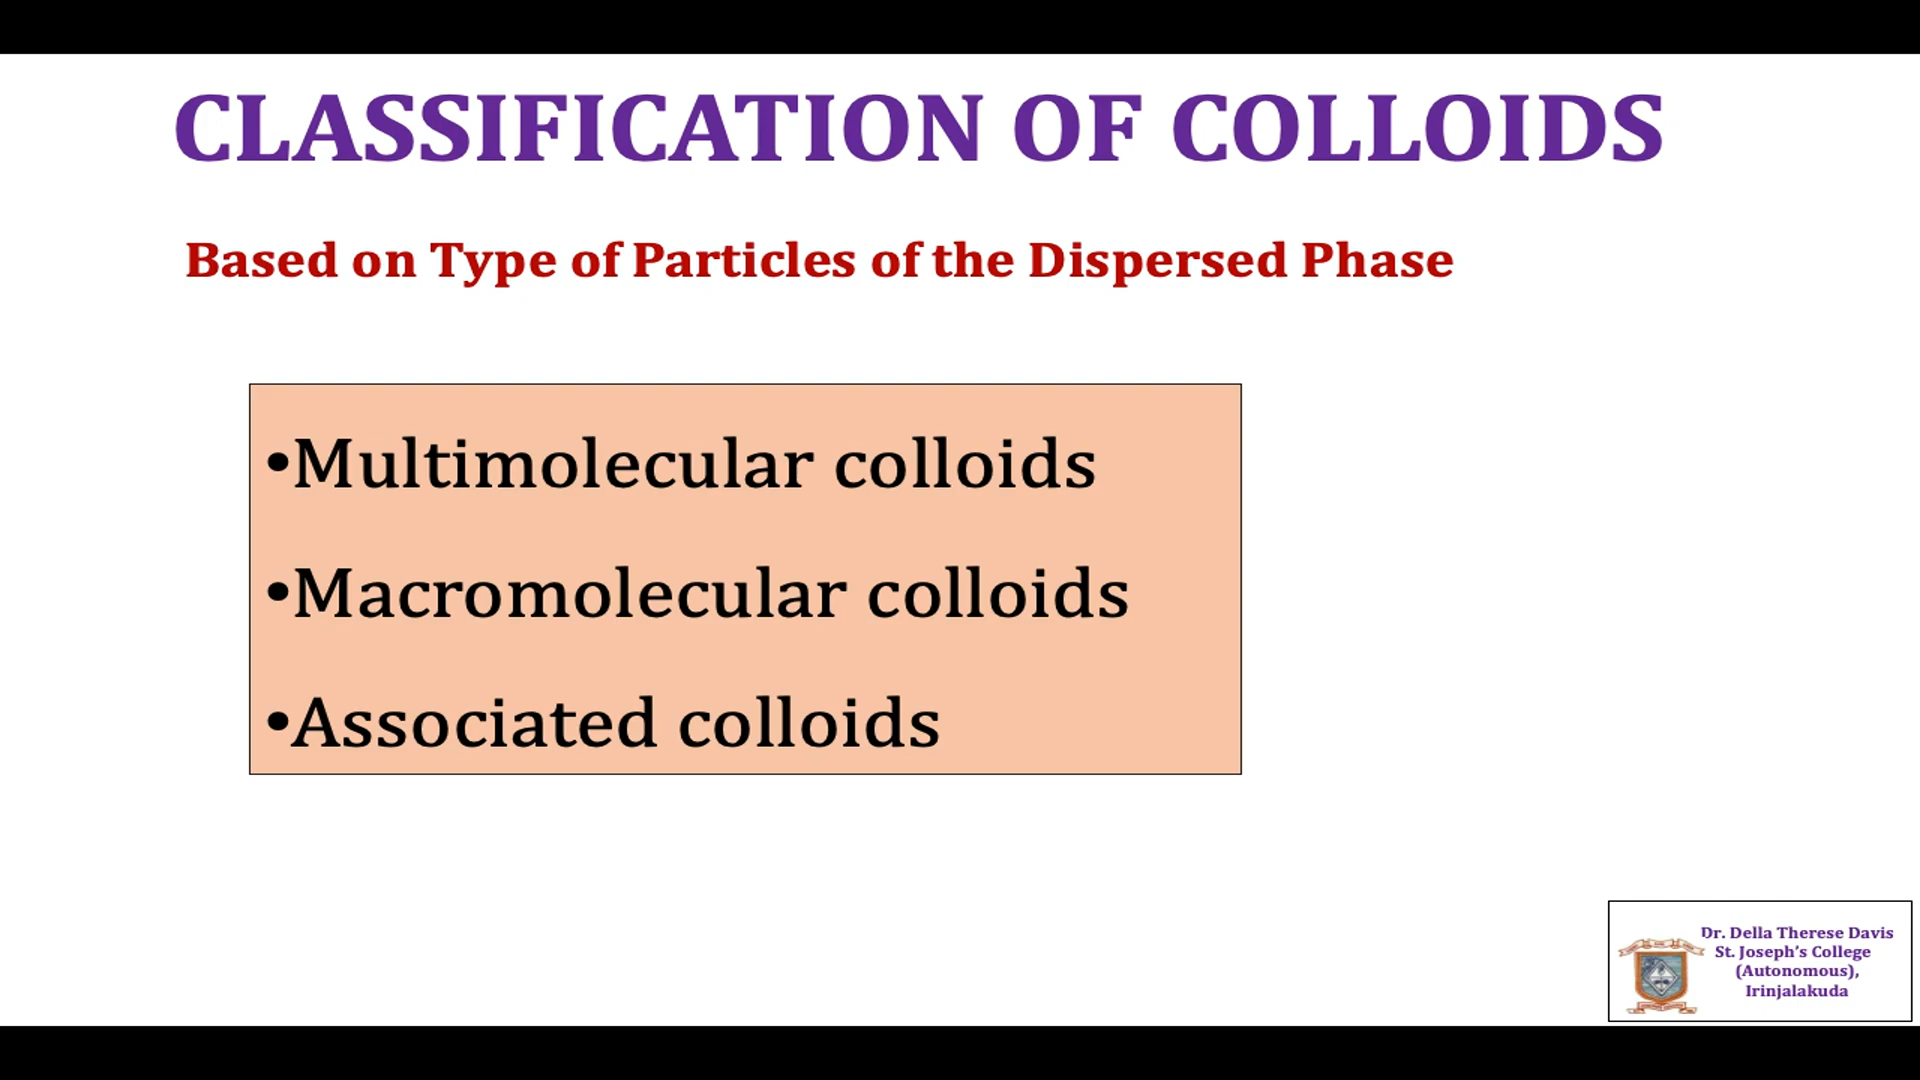 CLASSIFICATION OF COLLOIDS
Based on Type of Particles of the Dispersed Phase
•Multimolecular colloids
•Macromolecular colloids
•Associated colloids
Dr. Della Therese Davis
St. Joseph's College
(Autonomous),
Irinjalakuda